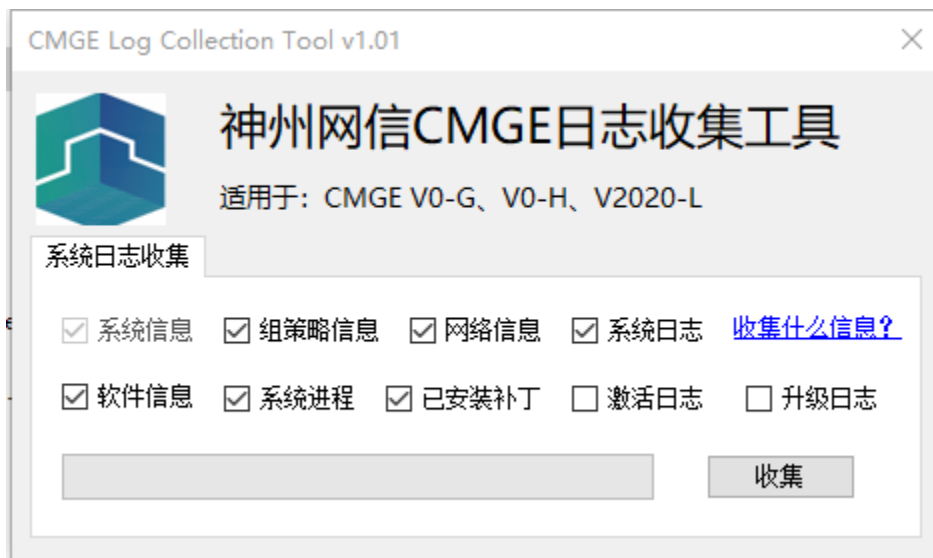 CMGE Log Collection Tool v1.01
神州网信CMGE日志收集工具
适用于：CMGE V0-G、V0-H、V2020-L
系统日志收集
系统信息 组策略信息 网络信息 系统日志 收集什么信息？
软件信息 系统进程 已安装补丁 激活日志 升级日志
收集